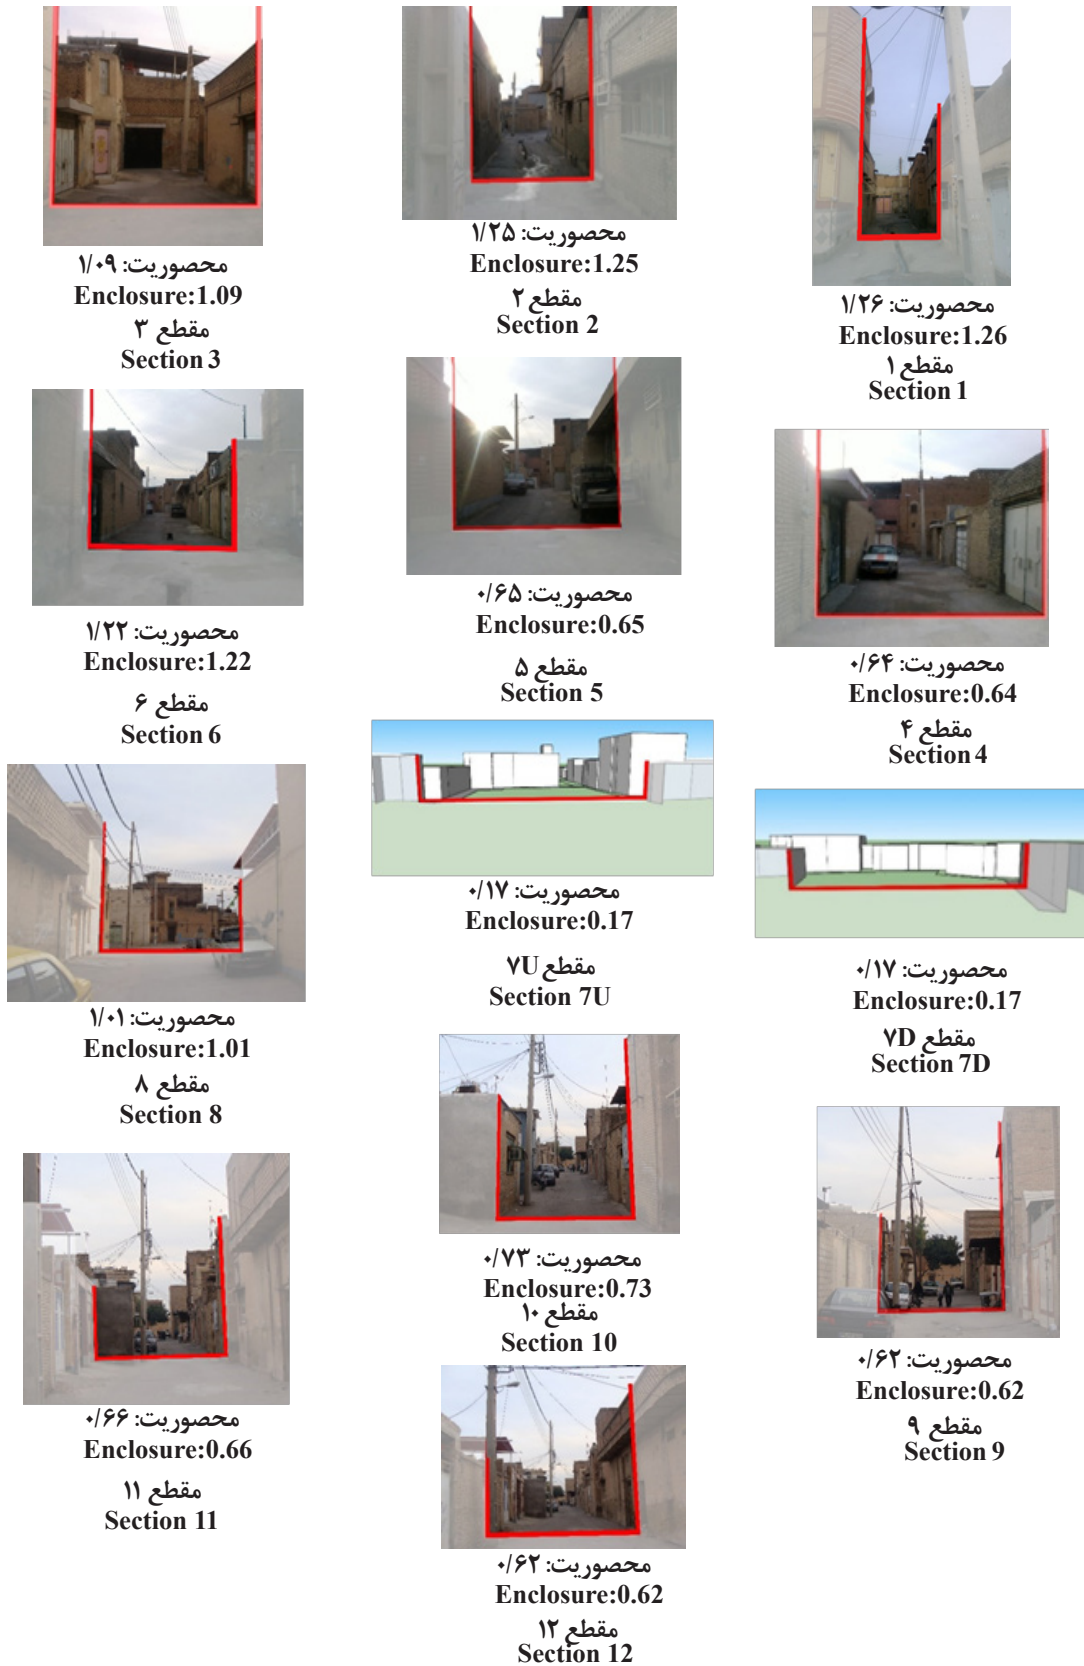 محصوریت: ۱/۲۶
Enclosure:1.26
مقطع ۱
Section 1
محصوریت: ۱/۲۵
Enclosure:1.25
مقطع ۲
Section 2
محصوریت: ۱/۰۹
Enclosure:1.09
مقطع ۳
Section 3
محصوریت: ۰/۶۴
Enclosure:0.64
مقطع ۴
Section 4
محصوریت: ۰/۶۵
Enclosure:0.65
مقطع ۵
Section 5
محصوریت: ۱/۲۲
Enclosure:1.22
مقطع ۶
Section 6
محصوریت: ۰/۱۷
Enclosure:0.17
مقطع ۷D
Section 7D
محصوریت: ۰/۱۷
Enclosure:0.17
مقطع ۷U
Section 7U
محصوریت: ۱/۰۱
Enclosure:1.01
مقطع ۸
Section 8
محصوریت: ۰/۶۲
Enclosure:0.62
مقطع ۹
Section 9
محصوریت: ۰/۷۳
Enclosure:0.73
مقطع ۱۰
Section 10
محصوریت: ۰/۶۶
Enclosure:0.66
مقطع ۱۱
Section 11
محصوریت: ۰/۶۲
Enclosure:0.62
مقطع ۱۲
Section 12